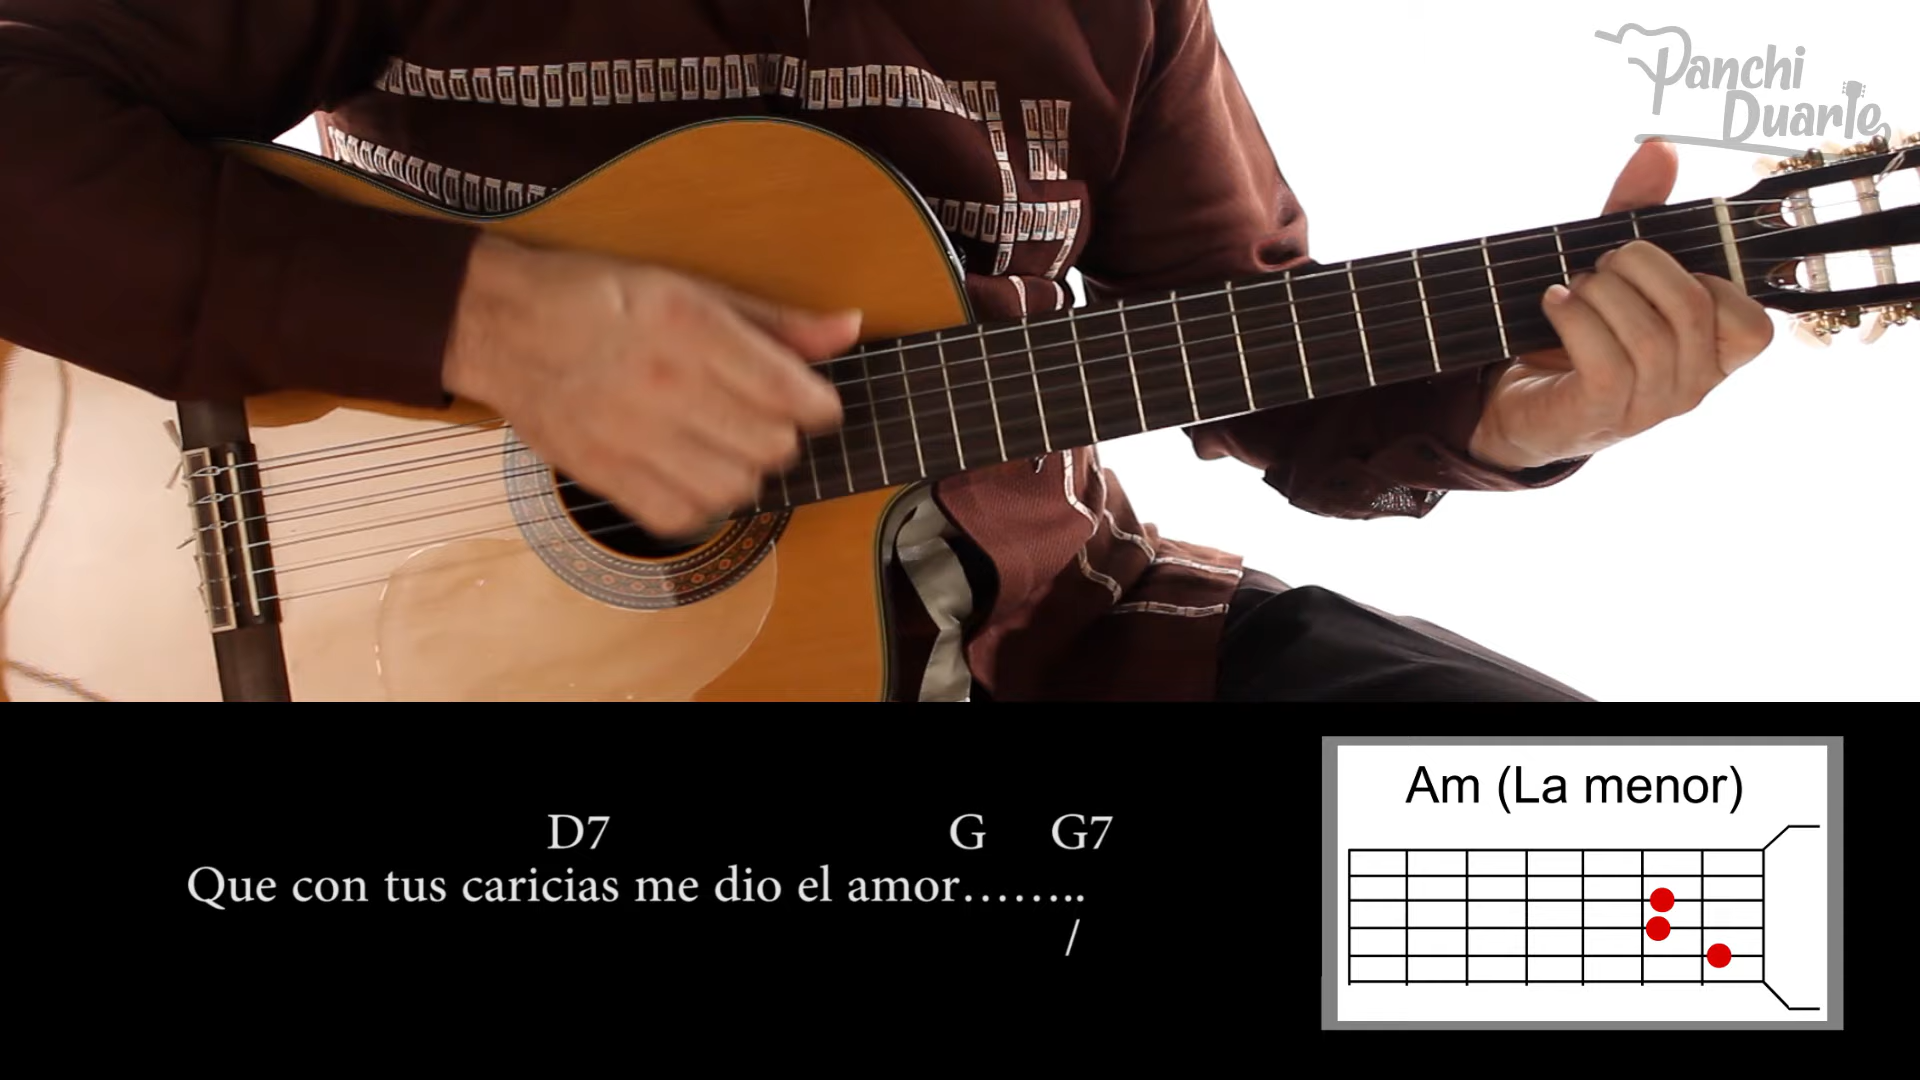 Panchi
Duarte
D7 G G7
Que con tus caricias me dio el amor……..
/
Am (La menor)